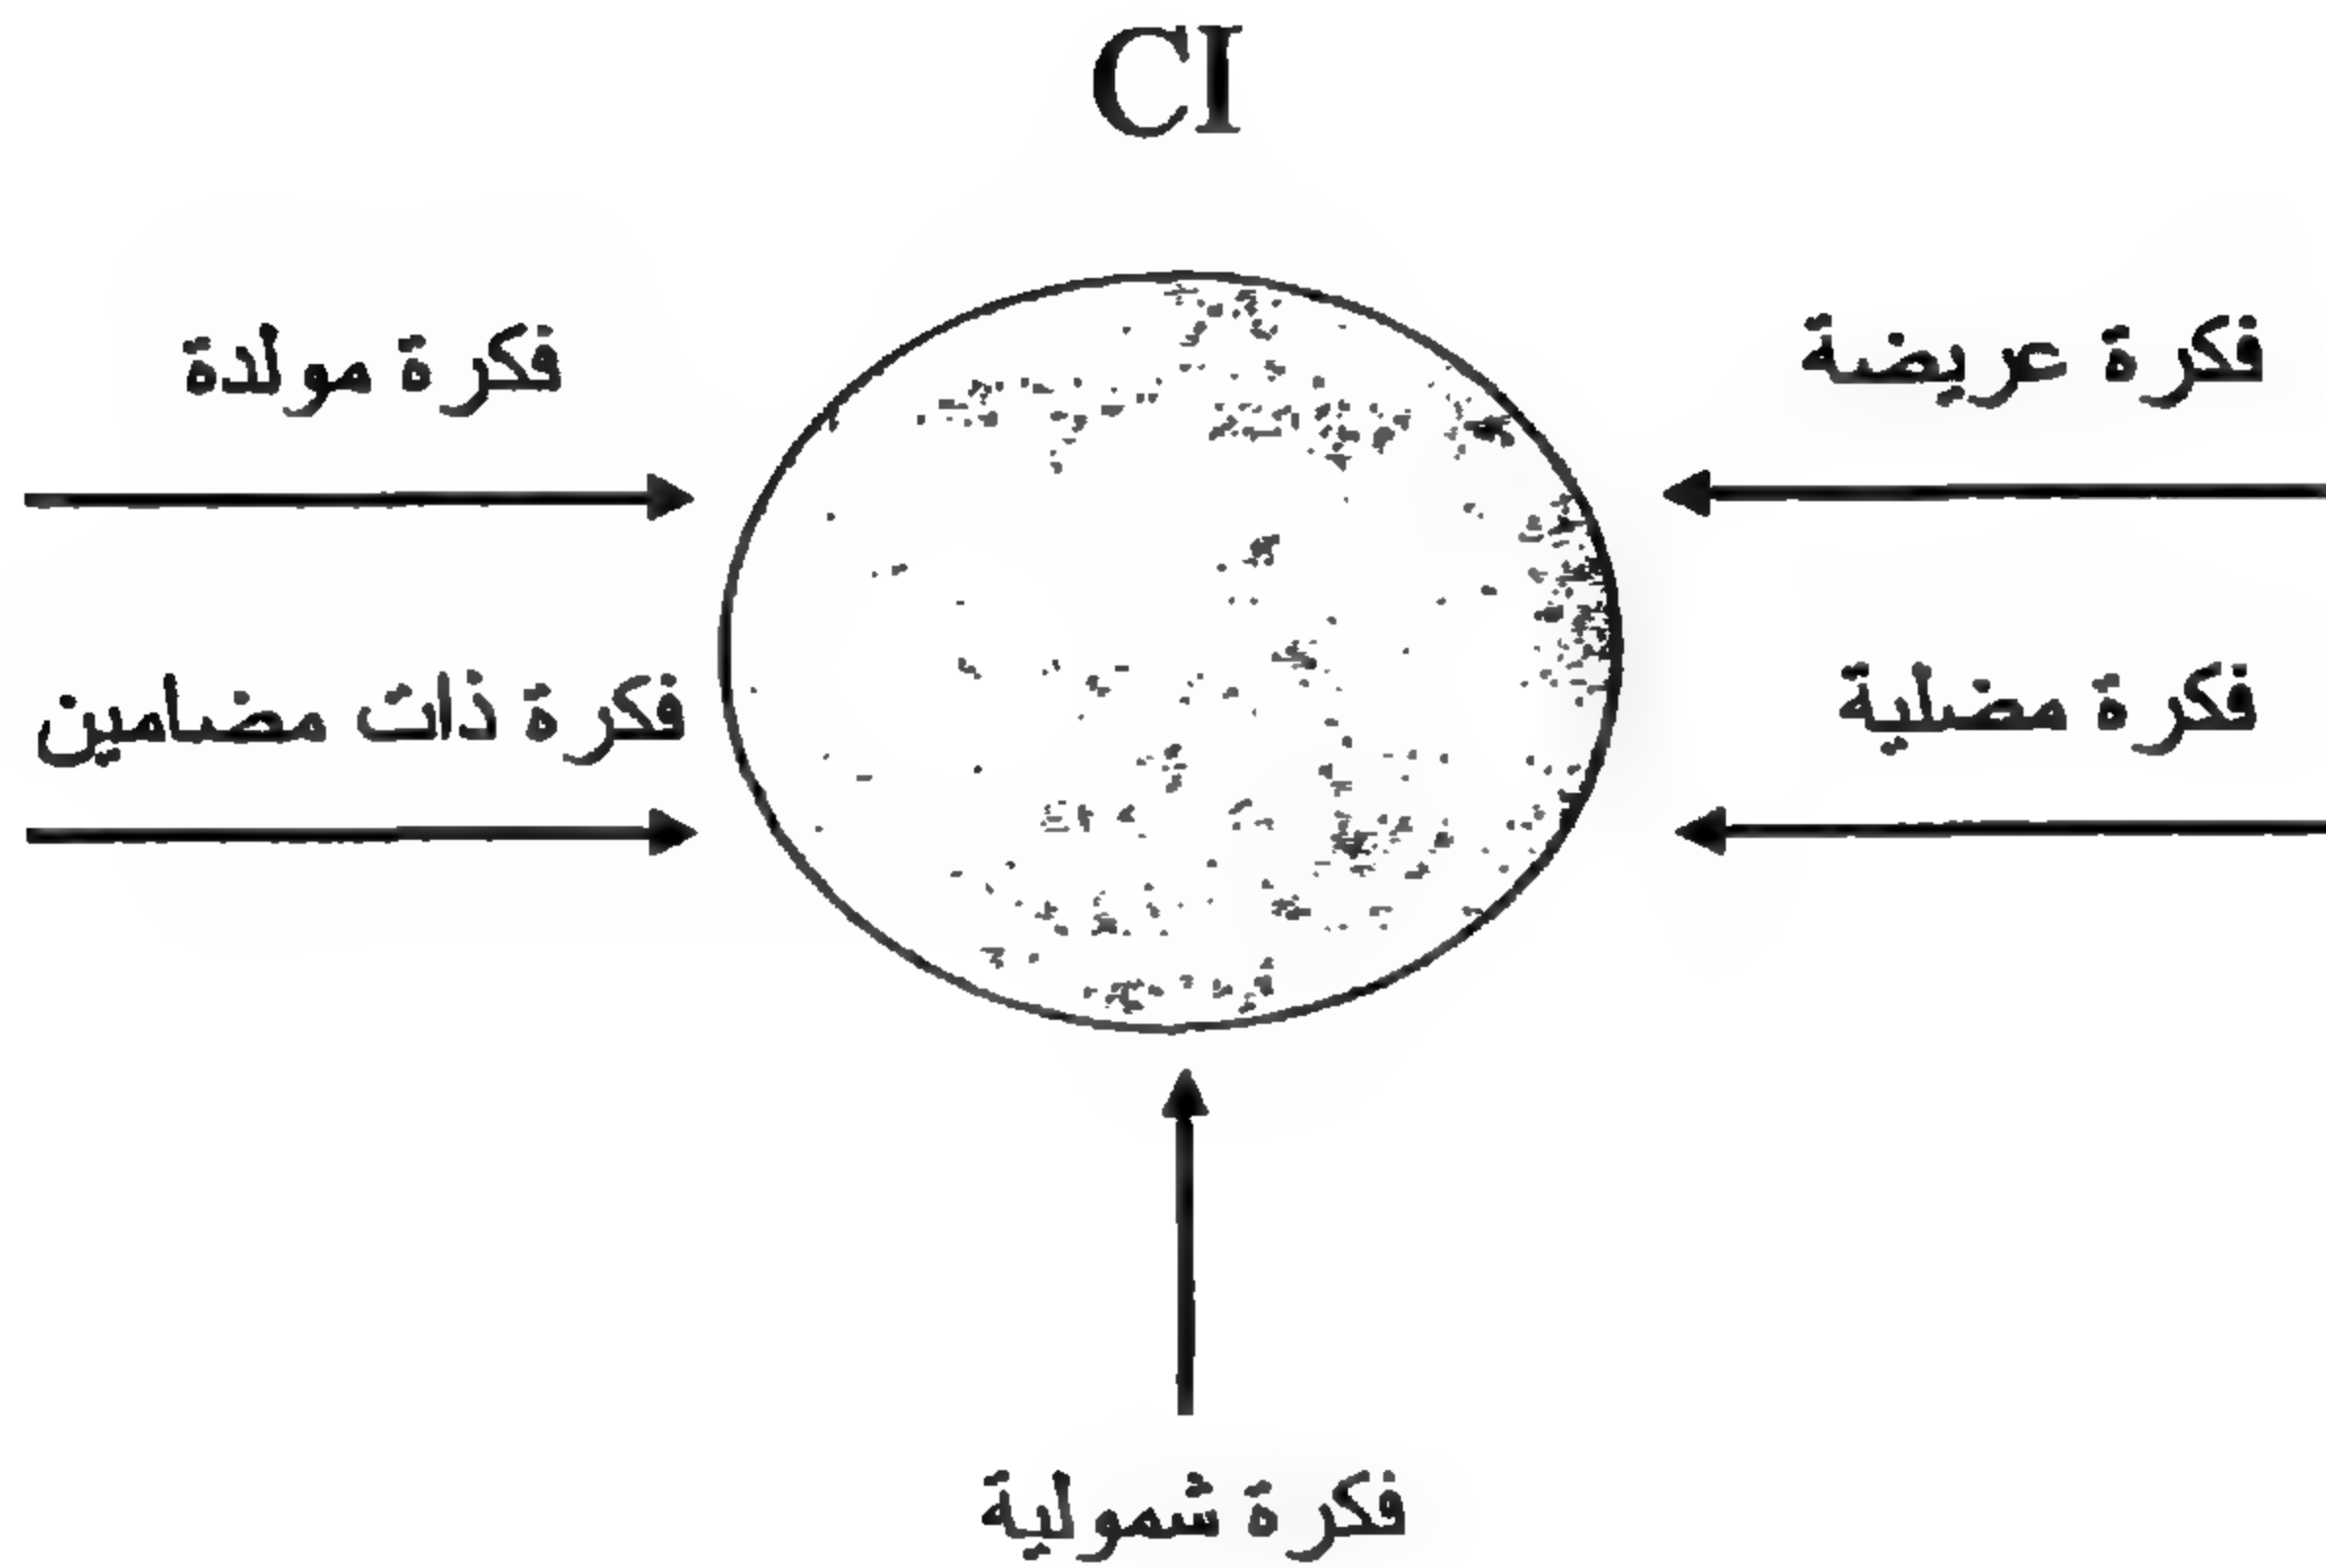 CI
فكرة عريضة
فكرة مولدة
فكرة مضلية
فكرة ذات مضامين
فكرة شمولية